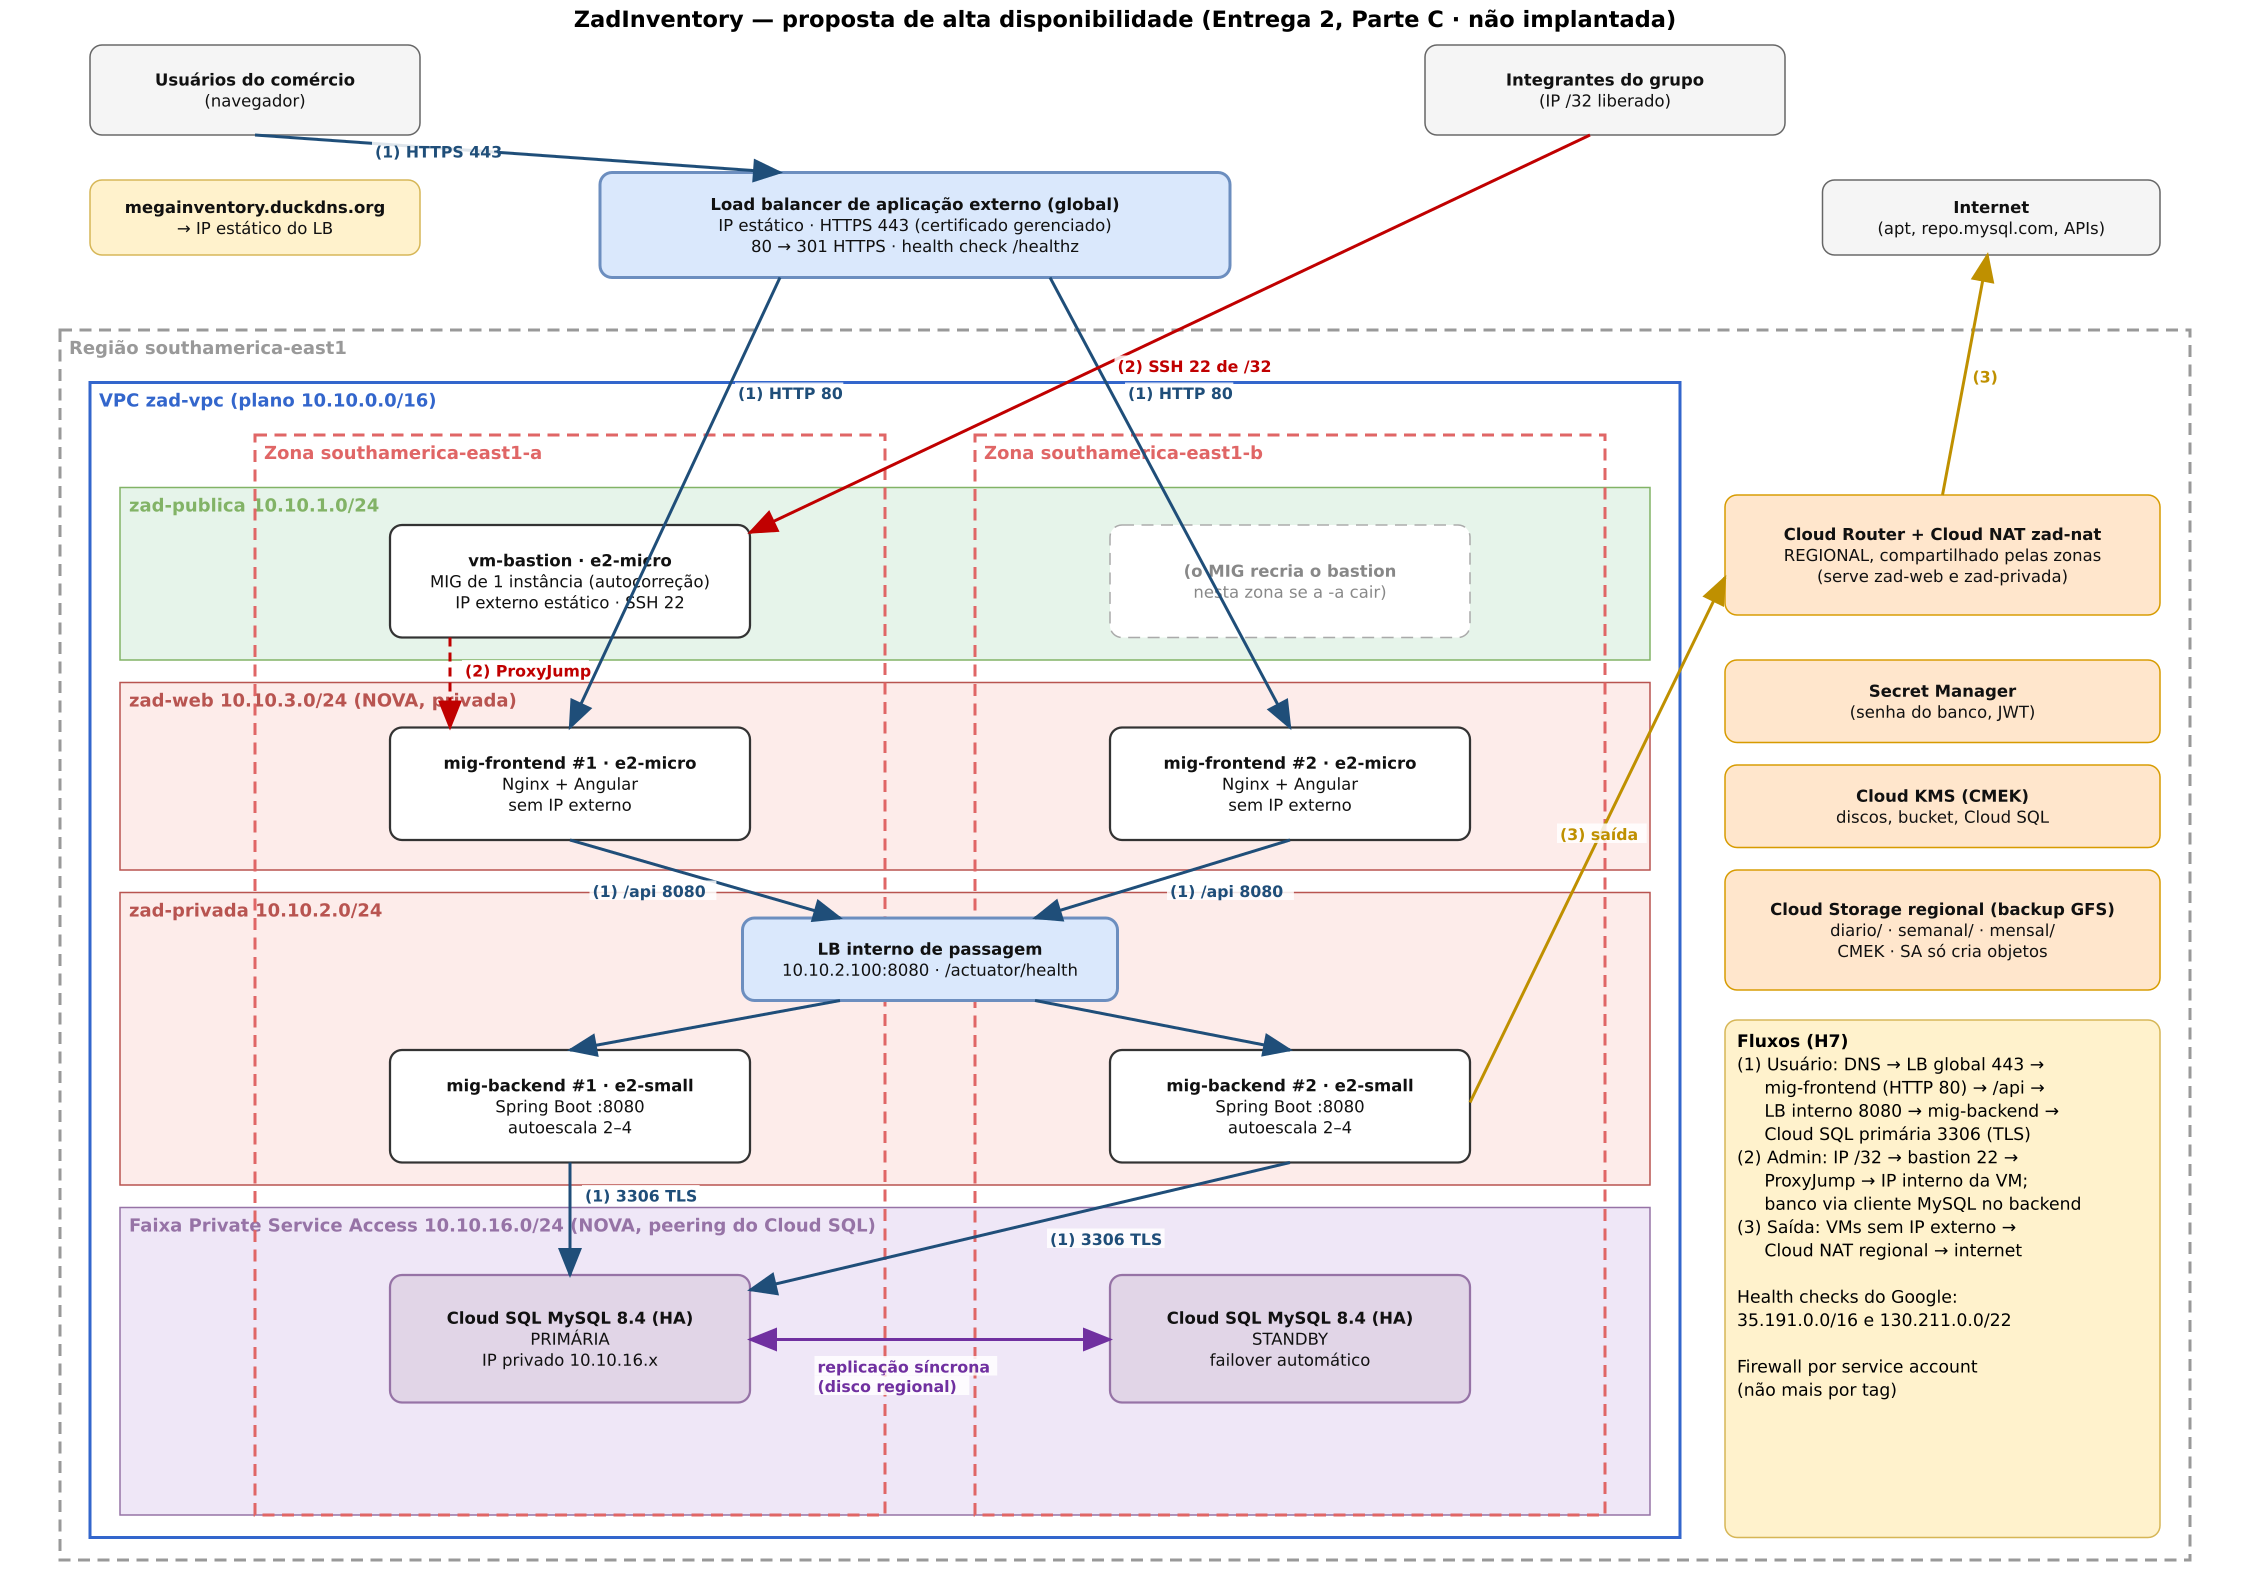 ZadInventory — proposta de alta disponibilidade (Entrega 2, Parte C · não implantada)
Usuários do comércio
(navegador)
Integrantes do grupo
(IP /32 liberado)
(1) HTTPS 443
megainventory.duckdns.org
→ IP estático do LB
Load balancer de aplicação externo (global)
IP estático · HTTPS 443 (certificado gerenciado)
80 → 301 HTTPS · health check /healthz
Internet
(apt, repo.mysql.com, APIs)
Região southamerica-east1
(2) SSH 22 de /32
(3)
VPC zad-vpc (plano 10.10.0.0/16)
(1) HTTP 80
(1) HTTP 80
Zona southamerica-east1-a
Zona southamerica-east1-b
zad-publica 10.10.1.0/24
vm-bastion · e2-micro
MIG de 1 instância (autocorreção)
IP externo estático · SSH 22
(o MIG recria o bastion
nesta zona se a -a cair)
Cloud Router + Cloud NAT zad-nat
REGIONAL, compartilhado pelas zonas
(serve zad-web e zad-privada)
(2) ProxyJump
zad-web 10.10.3.0/24 (NOVA, privada)
mig-frontend #1 · e2-micro
Nginx + Angular
sem IP externo
mig-frontend #2 · e2-micro
Nginx + Angular
sem IP externo
Secret Manager
(senha do banco, JWT)
Cloud KMS (CMEK)
discos, bucket, Cloud SQL
(3) saída
(1) /api 8080
(1) /api 8080
zad-privada 10.10.2.0/24
LB interno de passagem
10.10.2.100:8080 · /actuator/health
Cloud Storage regional (backup GFS)
diario/ · semanal/ · mensal/
CMEK · SA só cria objetos
mig-backend #1 · e2-small
Spring Boot :8080
autoescala 2–4
mig-backend #2 · e2-small
Spring Boot :8080
autoescala 2–4
(1) 3306 TLS
Faixa Private Service Access 10.10.16.0/24 (NOVA, peering do Cloud SQL)
(1) 3306 TLS
Cloud SQL MySQL 8.4 (HA)
PRIMÁRIA
IP privado 10.10.16.x
Cloud SQL MySQL 8.4 (HA)
STANDBY
failover automático
replicação síncrona
(disco regional)
Fluxos (H7)
(1) Usuário: DNS → LB global 443 →
mig-frontend (HTTP 80) → /api →
LB interno 8080 → mig-backend →
Cloud SQL primária 3306 (TLS)
(2) Admin: IP /32 → bastion 22 →
ProxyJump → IP interno da VM;
banco via cliente MySQL no backend
(3) Saída: VMs sem IP externo →
Cloud NAT regional → internet
Health checks do Google:
35.191.0.0/16 e 130.211.0.0/22
Firewall por service account
(não mais por tag)